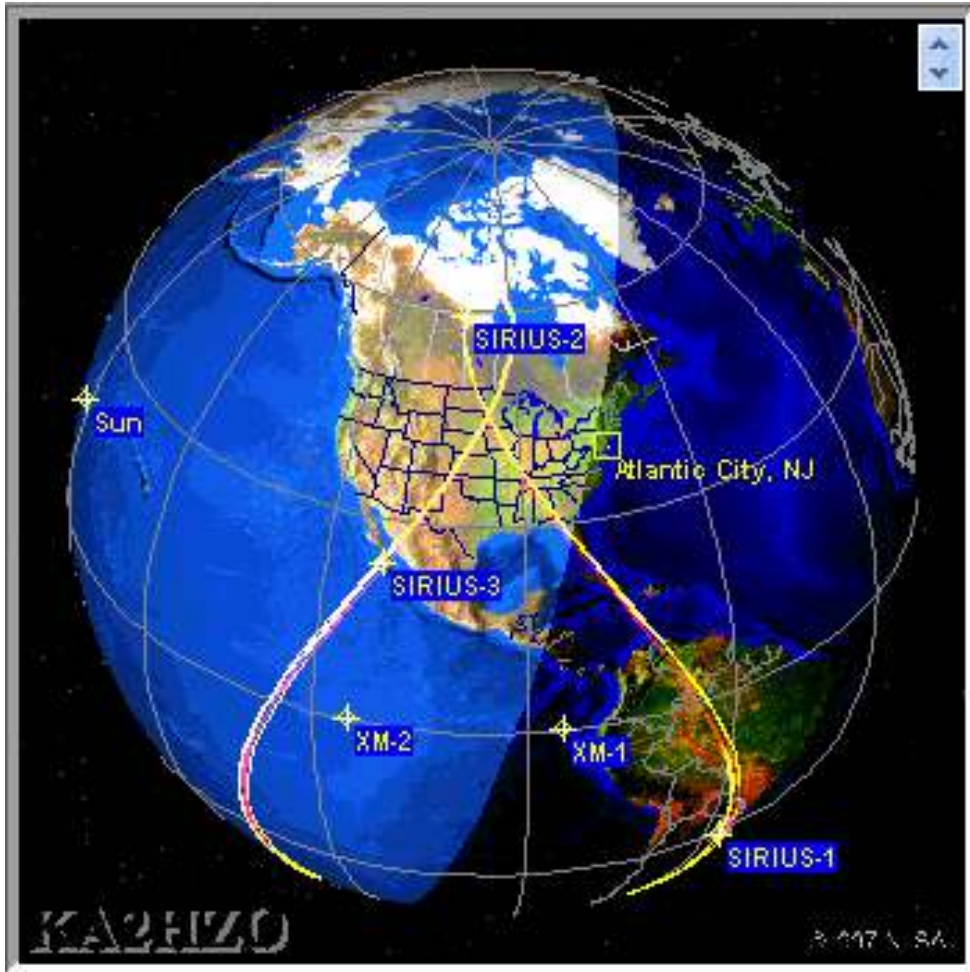 SIRIUS-2
Sun
Atlantic City, NJ
SIRIUS-3
XM-2
XM-1
SIRIUS-1
KA2HZO